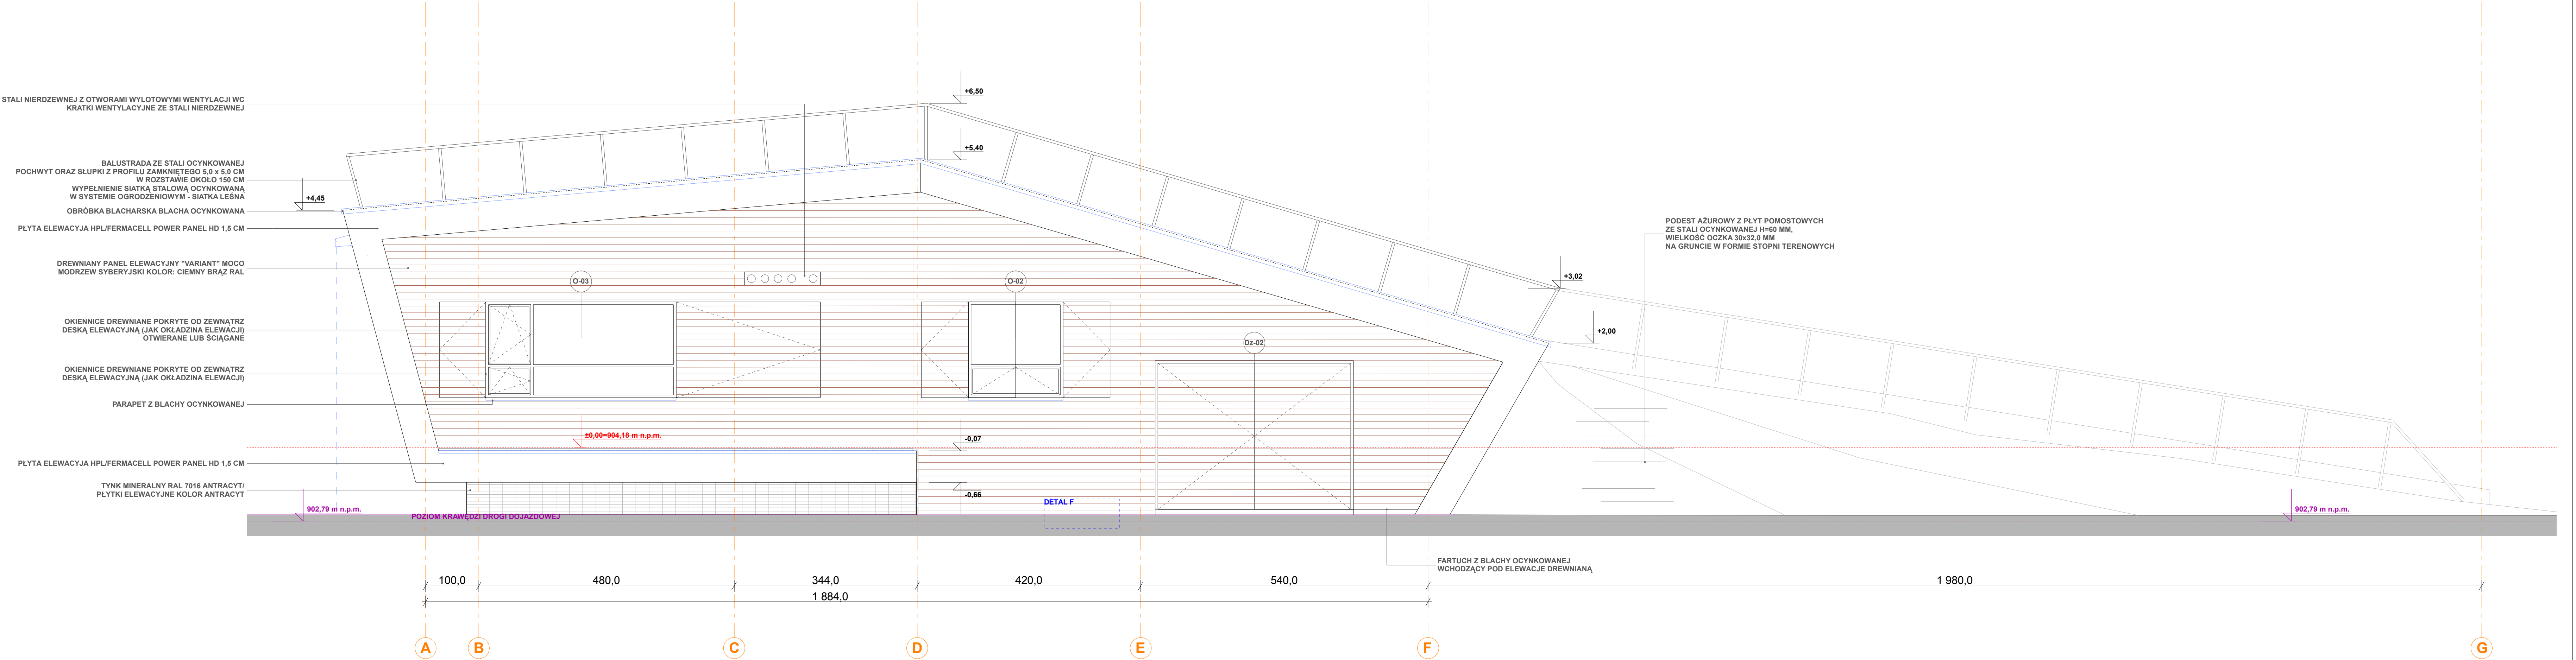 STALI NIERDZEWNEJ Z OTWORAMI WYLOTOWYMI WENTYLACJI WC
KRATKI WENTYLACYJNE ZE STALI NIERDZEWNEJ
BALUSTRADA ZE STALI OCYNKOWANEJ
POCHWYT ORAZ SŁUPKI Z PROFILU ZAMKNIĘTEGO 5,0 x 5,0 CM
W ROZSTAWIE OKOŁO 150 CM
WYPEŁNIENIE SIATKĄ STALOWĄ OCYNKOWANĄ
W SYSTEMIE OGRODZENIOWYM - SIATKA LEŚNA
OBRÓBKA BLACHARSKA BLACHA OCYNKOWANA
PŁYTA ELEWACJA HPL/FERMACELL POWER PANEL HD 1,5 CM
DREWNIANY PANEL ELEWACYJNY "VARIANT" MOCO
MODRZEW SYBERYJSKI KOLOR: CIEMNY BRĄZ RAL
OKIENNICE DREWNIANE POKRYTE OD ZEWNĄTRZ
DESKĄ ELEWACYJNĄ (JAK OKŁADZINA ELEWACJI)
OTWIERANE LUB ŚCIĄGANE
OKIENNICE DREWNIANE POKRYTE OD ZEWNĄTRZ
DESKĄ ELEWACYJNĄ (JAK OKŁADZINA ELEWACJI)
PARAPET Z BLACHY OCYNKOWANEJ
PŁYTA ELEWACJA HPL/FERMACELL POWER PANEL HD 1,5 CM
TYNK MINERALNY RAL 7016 ANTRACYT/
PŁYTKI ELEWACYJNE KOLOR ANTRACYT
+4,45
+6,50
+5,40
+3,02
+2,00
O-03
O-02
Dz-02
±0,00=904,18 m n.p.m.
-0,07
-0,66
PODEST AŻUROWY Z PŁYT POMOSTOWYCH
ZE STALI OCYNKOWANEJ H=60 MM,
WIELKOŚĆ OCZKA 30x32,0 MM
NA GRUNCIE W FORMIE STOPNI TERENOWYCH
DETAL F
902,79 m n.p.m.
POZIOM KRAWĘDZI DROGI DOJAZDOWEJ
902,79 m n.p.m.
FARTUCH Z BLACHY OCYNKOWANEJ
WCHODZĄCY POD ELEWACJE DREWNIANĄ
100,0 480,0 344,0 420,0 540,0 1 980,0
1 884,0
A B C D E F G